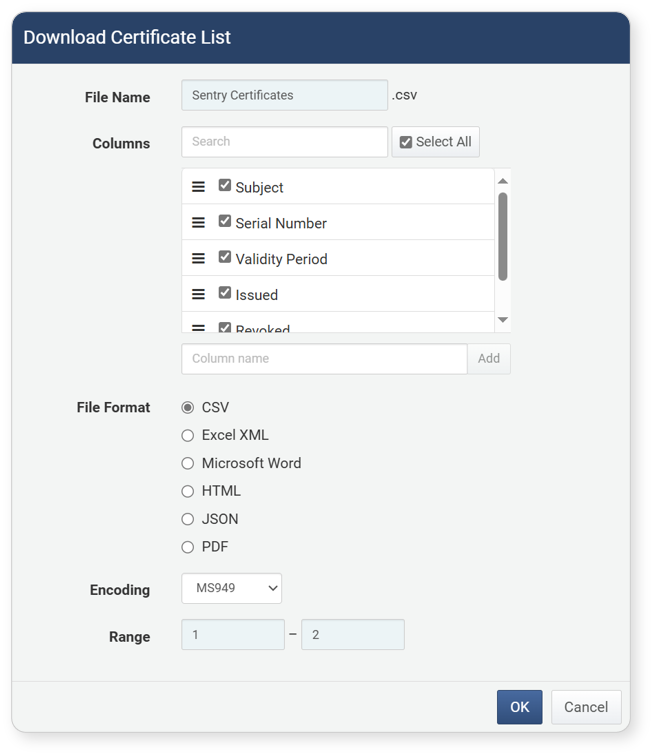 Download Certificate List
File Name
Sentry Certificates
.csv
Columns
Search
Select All
Subject
Serial Number
Validity Period
Issued
Revoked
Column name
Add
File Format
CSV
Excel XML
Microsoft Word
HTML
JSON
PDF
Encoding
MS949
Range
1
–
2
OK
Cancel